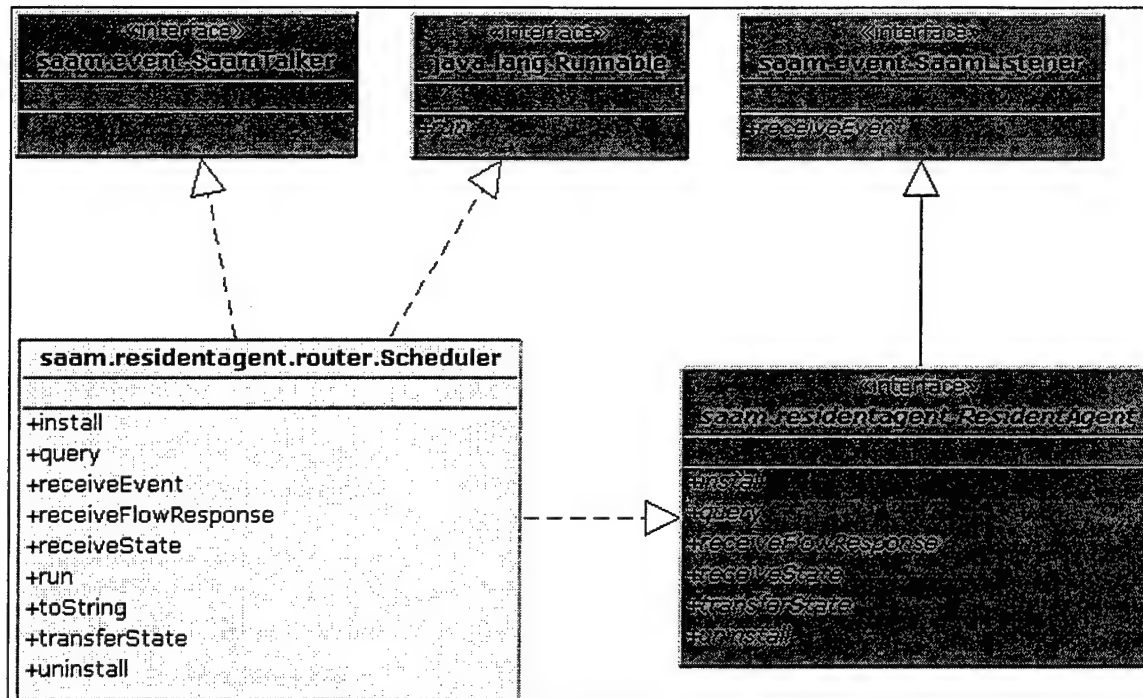 «interface»
saam.event.SaamTalker
«interface»
java.lang.Runnable
+run
«interface»
saam.event.SaamListener
+receiveEvent
saam.residentagent.router.Scheduler
+install
+query
+receiveEvent
+receiveFlowResponse
+receiveState
+run
+toString
+transferState
+uninstall
«interface»
saam.residentagent.ResidentAgent
+install
+query
+receiveFlowResponse
+receiveState
+transferState
+uninstall